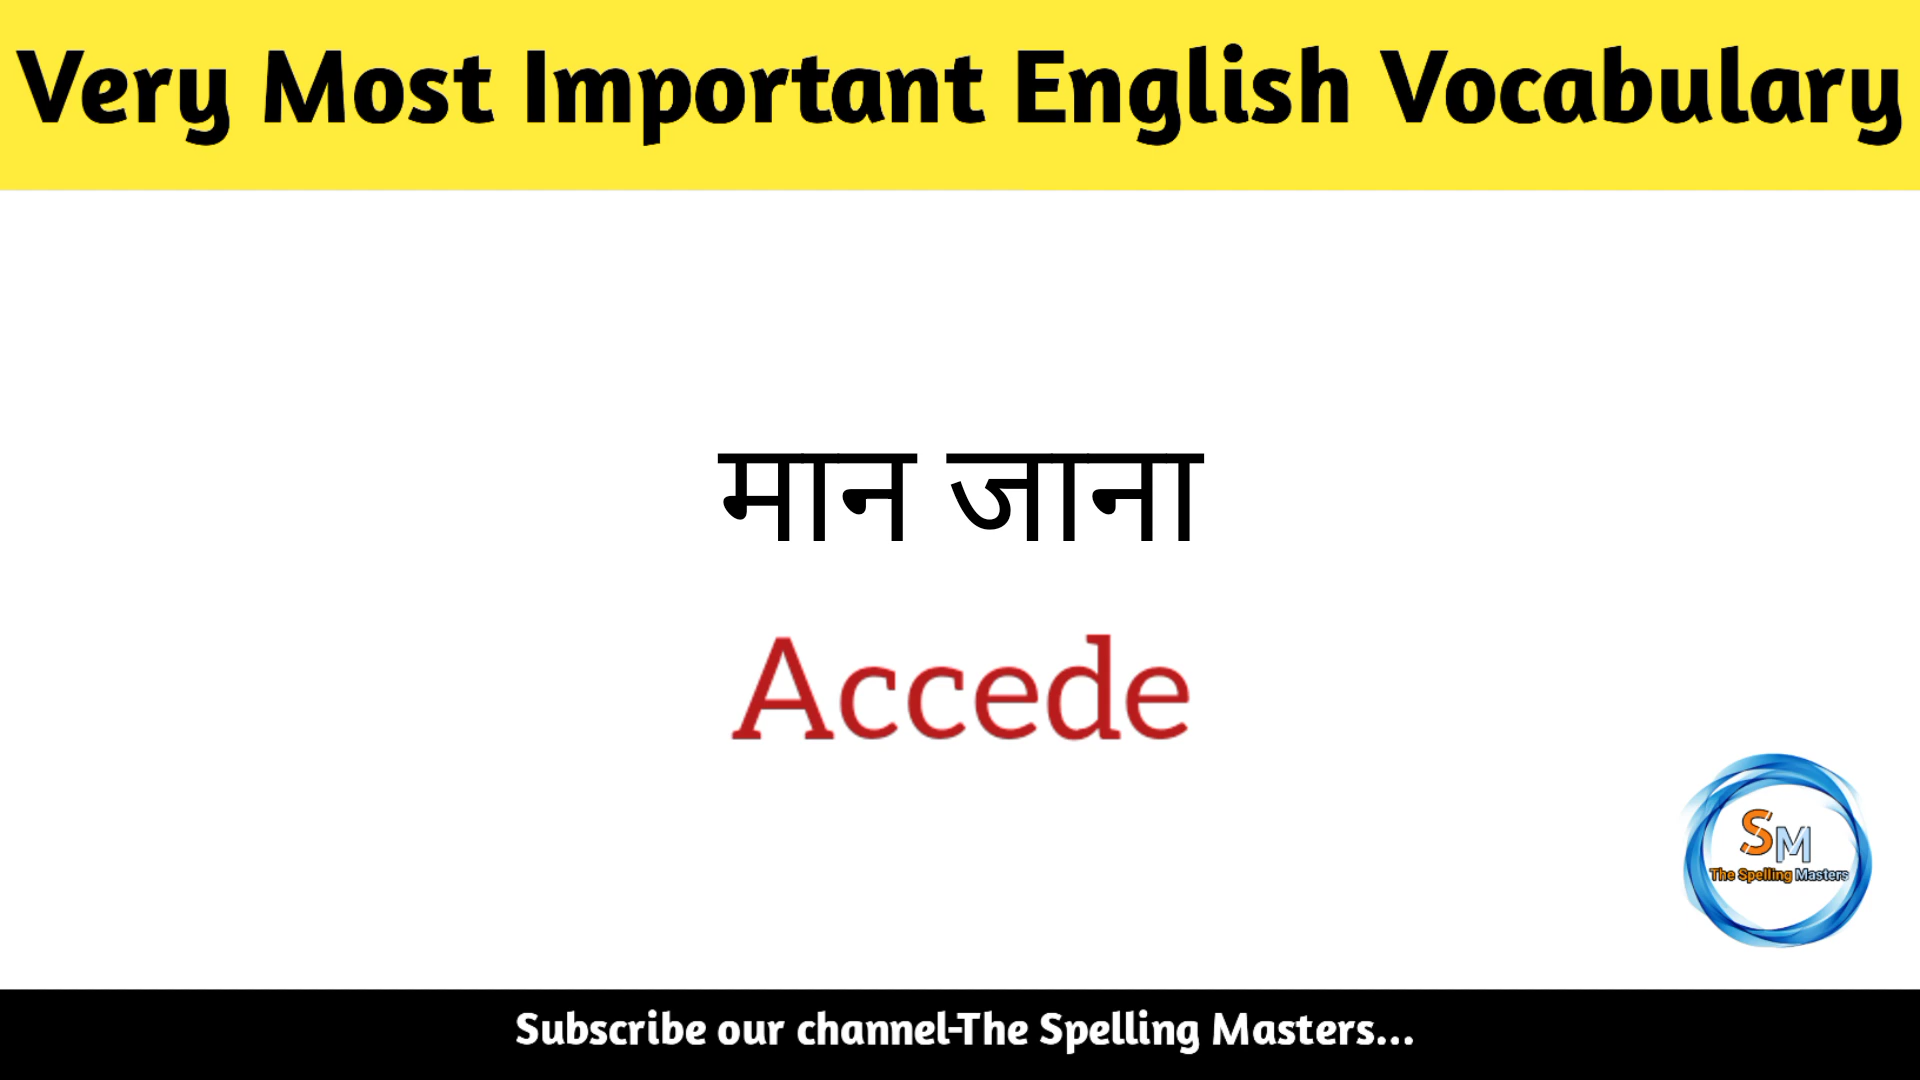 Very Most Important English Vocabulary
मान जाना
Accede
SM
The Spelling Masters
Subscribe our channel-The Spelling Masters...